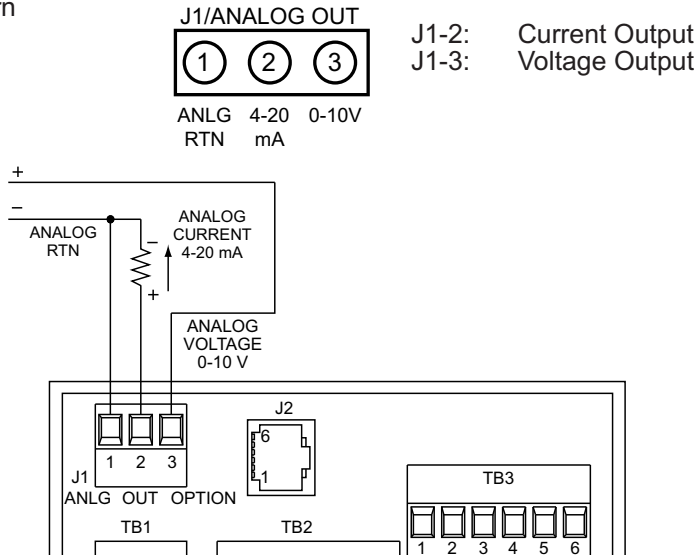 rn
J1/ANALOG OUT
1 2 3
ANLG RTN 4-20 mA 0-10V
J1-2: Current Output
J1-3: Voltage Output
+
–
ANALOG
RTN
–
ANALOG
CURRENT
4-20 mA
+
ANALOG
VOLTAGE
0-10 V
J2
6
1
1 2 3
J1
ANLG OUT OPTION
TB3
TB1
TB2
1 2 3 4 5 6